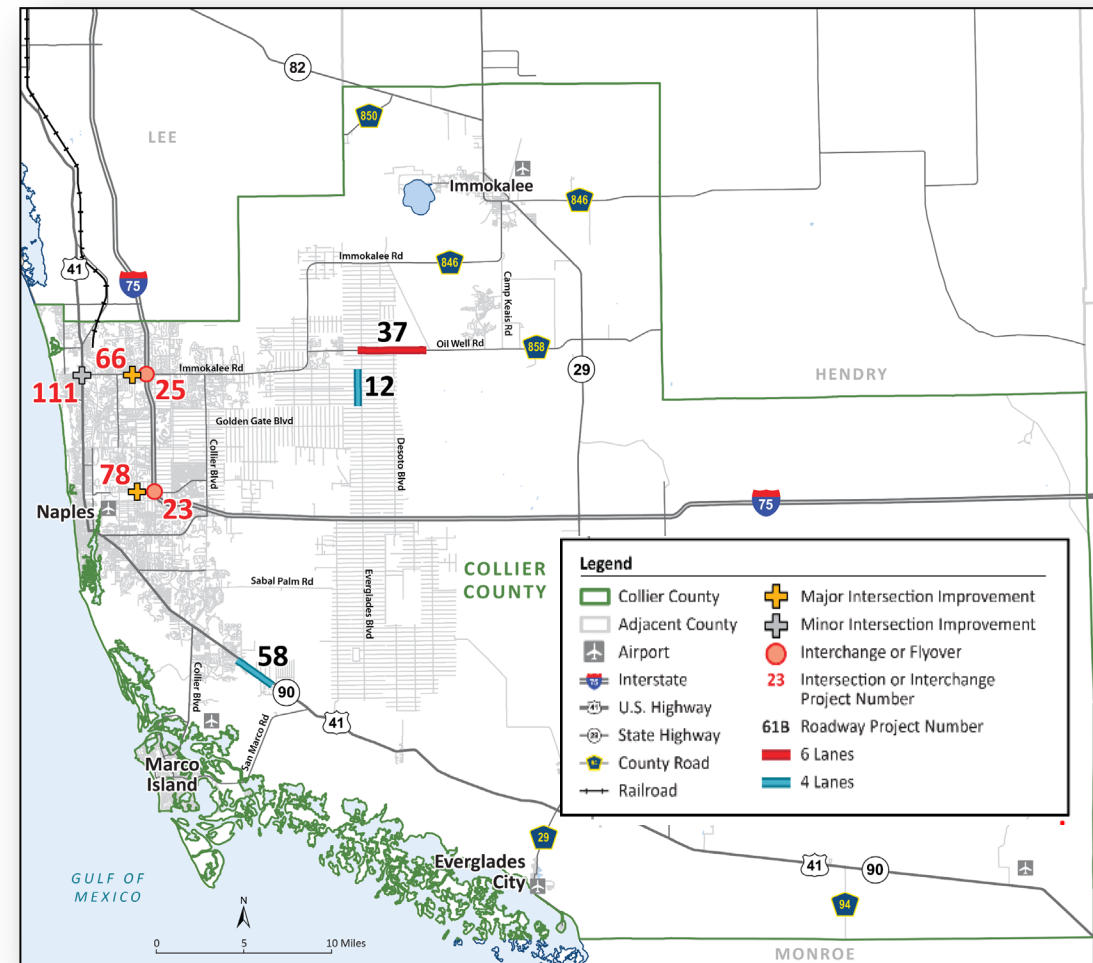 82
850
LEE
Immokalee
846
41
75
Immokalee Rd
846
Camp Keais Rd
37
Oil Well Rd
858
66
111
25
Immokalee Rd
12
29
HENDRY
Golden Gate Blvd
Collier Blvd
Desoto Blvd
78
23
Naples
75
COLLIER
COUNTY
Sabal Palm Rd
Everglades Blvd
58
90
41
Collier Blvd
San Marco Rd
Marco
Island
Legend
Collier County
Adjacent County
Airport
75
Interstate
41
U.S. Highway
29
State Highway
County Road
Railroad
Major Intersection Improvement
Minor Intersection Improvement
Interchange or Flyover
23
Intersection or Interchange
Project Number
61B
Roadway Project Number
6 Lanes
4 Lanes
29
Everglades
City
41
90
94
GULF OF
MEXICO
N
0 5 10 Miles
MONROE